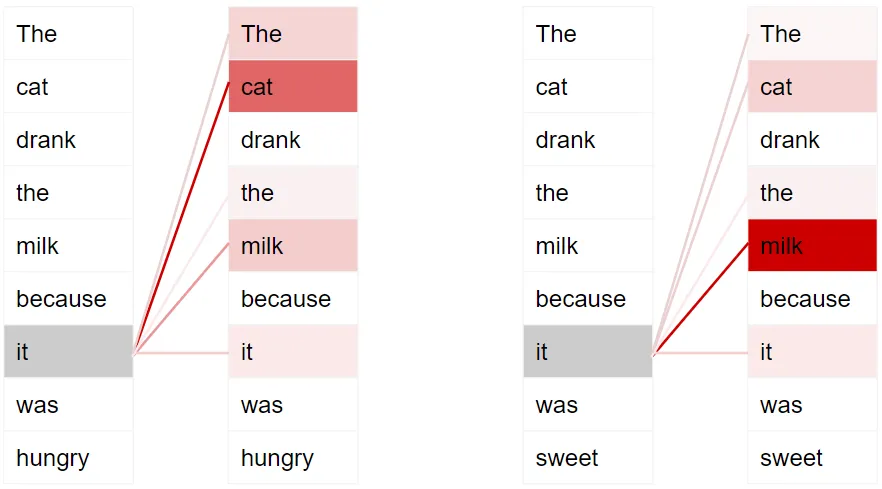 The The The The
cat cat cat cat
drank drank drank drank
the the the the
milk milk milk milk
because because because because
it it it it
was was was was
hungry hungry sweet sweet